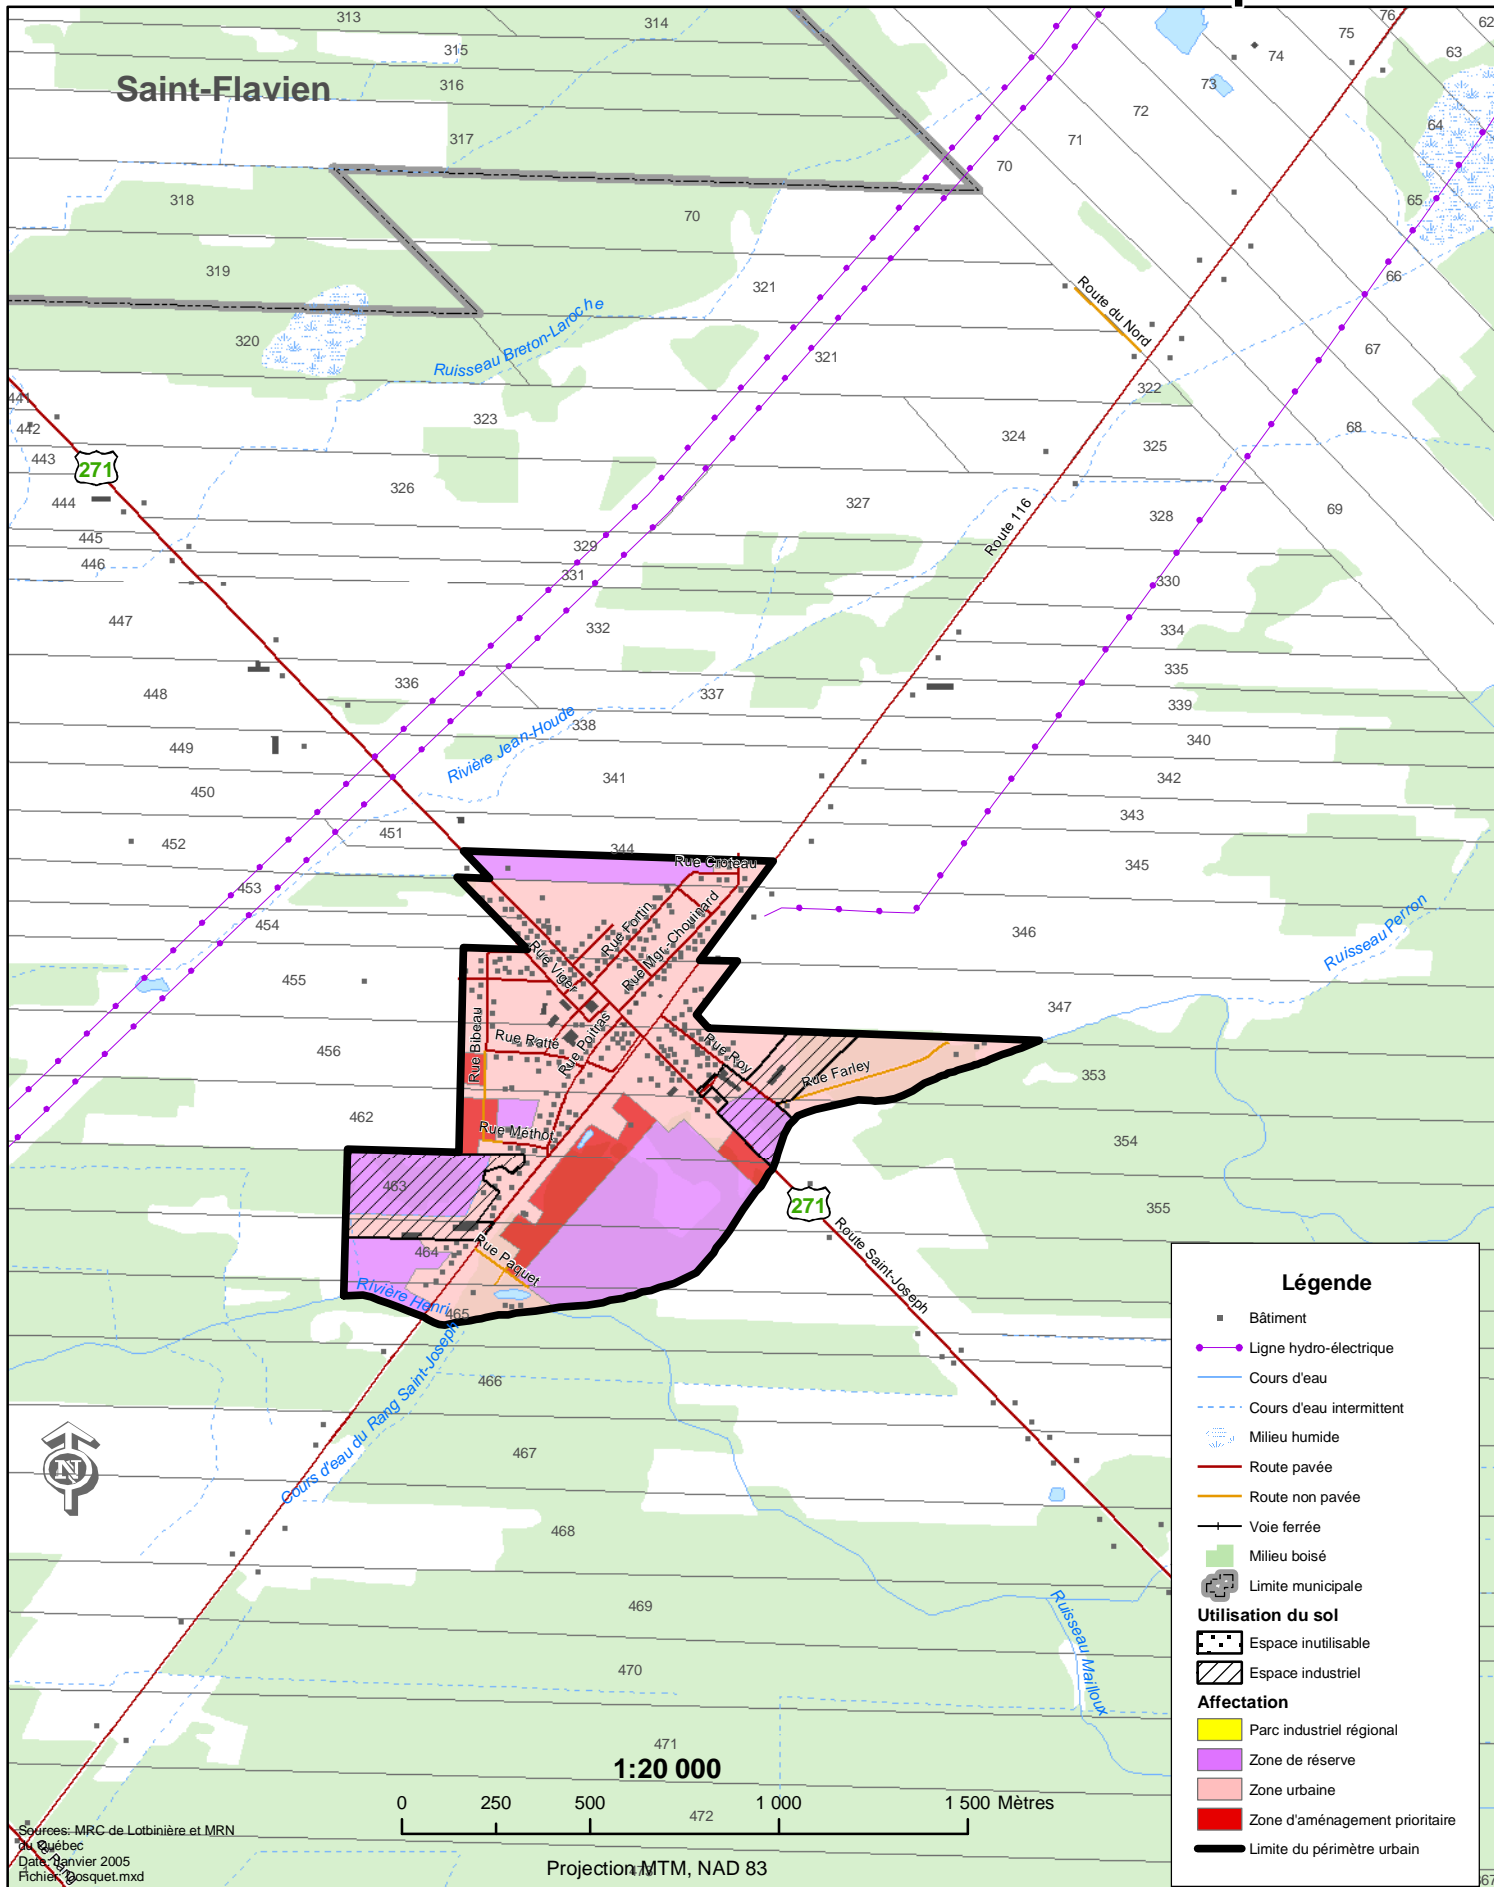 Saint-Flavien
313
314
315
316
317
318
319
320
70
70
71
72
73
74
75
76
62
63
64
65
66
67
68
69
321
321
322
323
324
325
326
327
328
329
330
331
332
334
335
336
337
338
339
340
341
342
343
344
345
346
347
353
354
355
441
442
443
444
445
446
447
448
449
450
451
452
453
454
455
456
462
463
464
465
466
467
468
469
470
471
472
271
271
Ruisseau Breton-Laroche
Route du Nord
Route 116
Rivière Jean-Houde
Ruisseau Perron
Rue Croteau
Rue Fortin
Rue Mgr.-Chouinard
Rue Viger
Rue Bibeau
Rue Ratté
Rue Poitras
Rue Roy
Rue Farley
Rue Méthot
Rue Paquet
Rivière Henri
Route Saint-Joseph
Cours d'eau du Rang Saint-Joseph
Ruisseau Mailloux
N
Légende
Bâtiment
Ligne hydro-électrique
Cours d'eau
Cours d'eau intermittent
Milieu humide
Route pavée
Route non pavée
Voie ferrée
Milieu boisé
Limite municipale
Utilisation du sol
Espace inutilisable
Espace industriel
Affectation
Parc industriel régional
Zone de réserve
Zone urbaine
Zone d'aménagement prioritaire
Limite du périmètre urbain
1:20 000
0 250 500 1 000 1 500 Mètres
Projection MTM, NAD 83
Sources: MRC de Lotbinière et MRN
du Québec
Date: Janvier 2005
Fichier: Dosquet.mxd